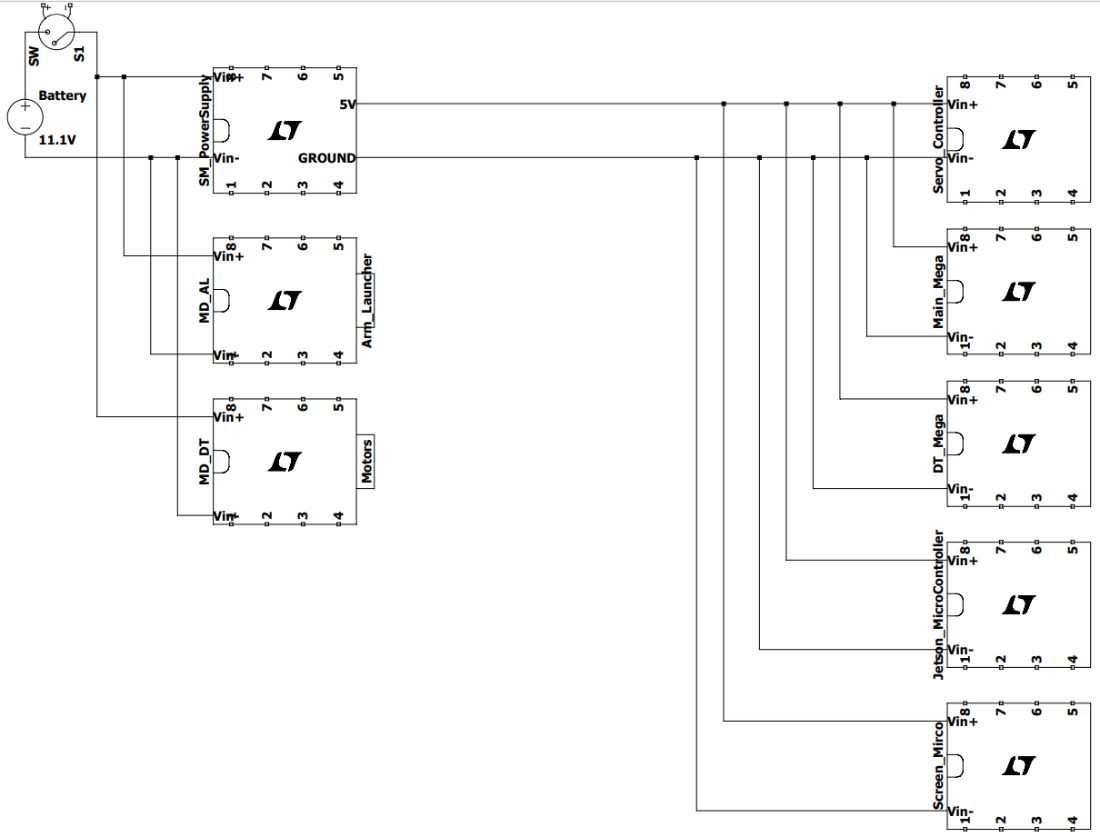 SW
S1
Battery
11.1V
SM_PowerSupply
Vin+
8
7
6
5
5V
Vin-
GROUND
1
2
3
4
MD_AL
8
7
6
5
Vin+
Arm_Launcher
Vin-
1
2
3
4
MD_DT
8
7
6
5
Vin+
Motors
Vin-
1
2
3
4
Servo_Controller
8
7
6
5
Vin+
Vin-
1
2
3
4
Main_Mega
8
7
6
5
Vin+
Vin-
1
2
3
4
DT_Mega
8
7
6
5
Vin+
Vin-
1
2
3
4
Jetson_MicroController
8
7
6
5
Vin+
Vin-
1
2
3
4
Screen_Mirco
8
7
6
5
Vin+
Vin-
1
2
3
4